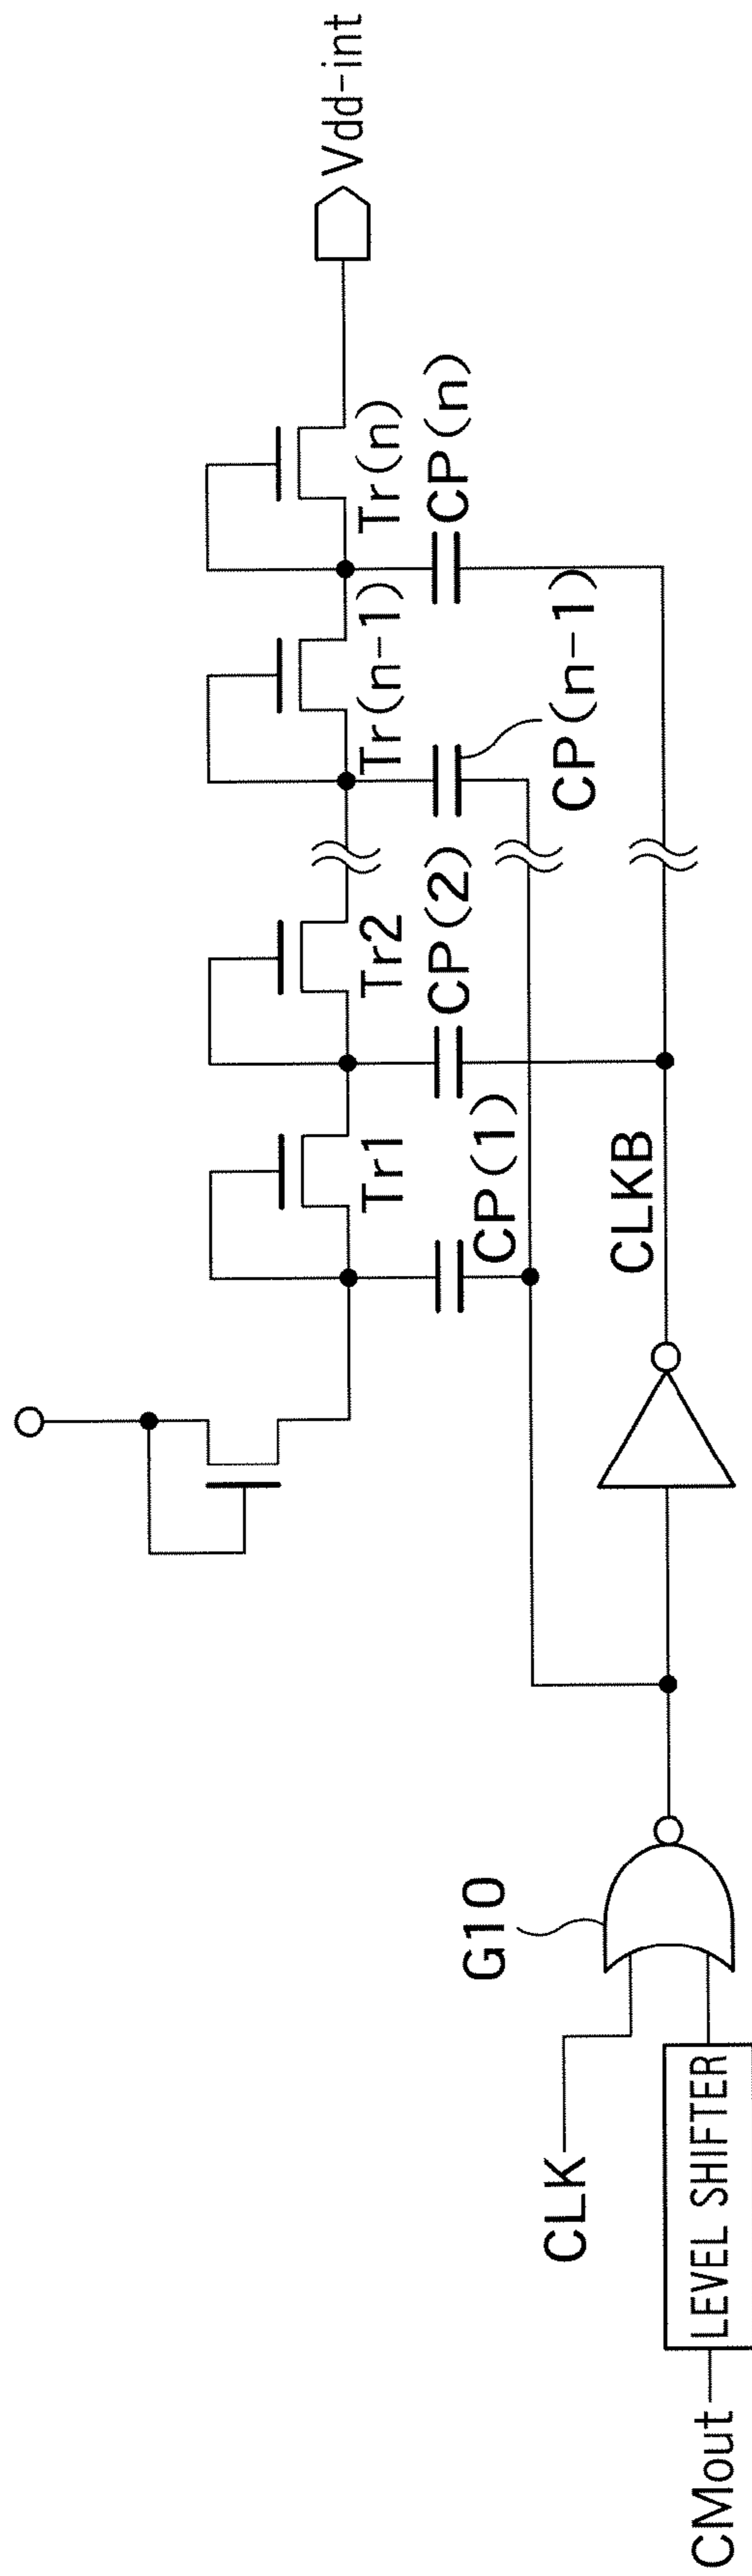 Vdd-int
Tr1
Tr2
Tr(n-1)
Tr(n)
CP(1)
CP(2)
CP(n-1)
CP(n)
CLKB
G10
CLK
LEVEL SHIFTER
CMout